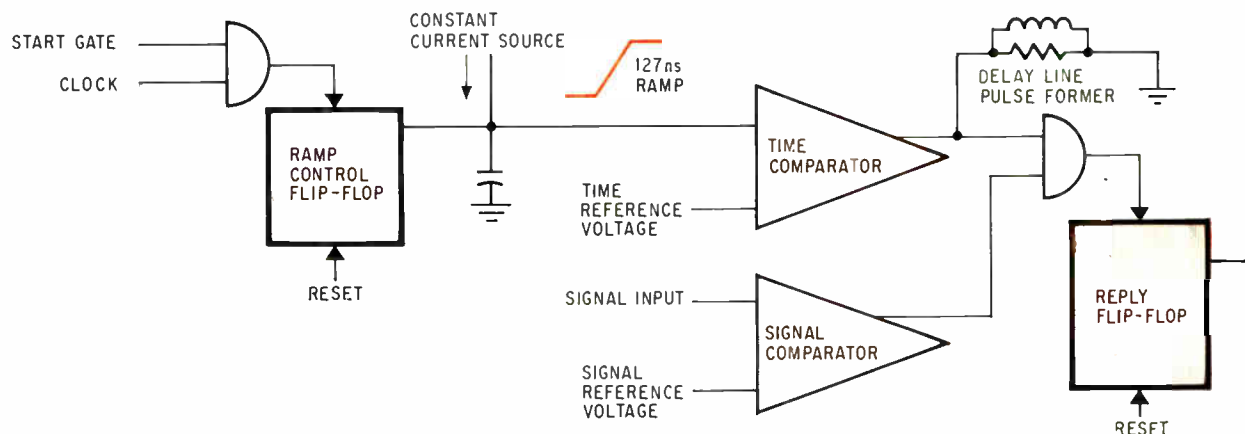 START GATE
CLOCK
CONSTANT
CURRENT SOURCE
127ns
RAMP
DELAY LINE
PULSE FORMER
RAMP
CONTROL
FLIP-FLOP
TIME
COMPARATOR
TIME
REFERENCE
VOLTAGE
RESET
SIGNAL INPUT
SIGNAL
COMPARATOR
REPLY
FLIP-FLOP
SIGNAL
REFERENCE
VOLTAGE
RESET